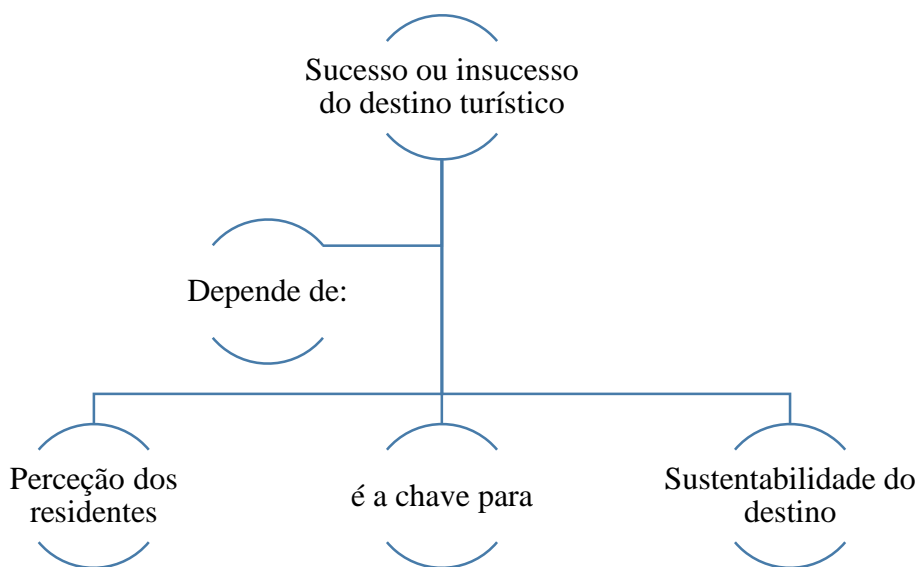 Sucesso ou insucesso
do destino turístico
Depende de:
Perceção dos
residentes
é a chave para
Sustentabilidade do
destino